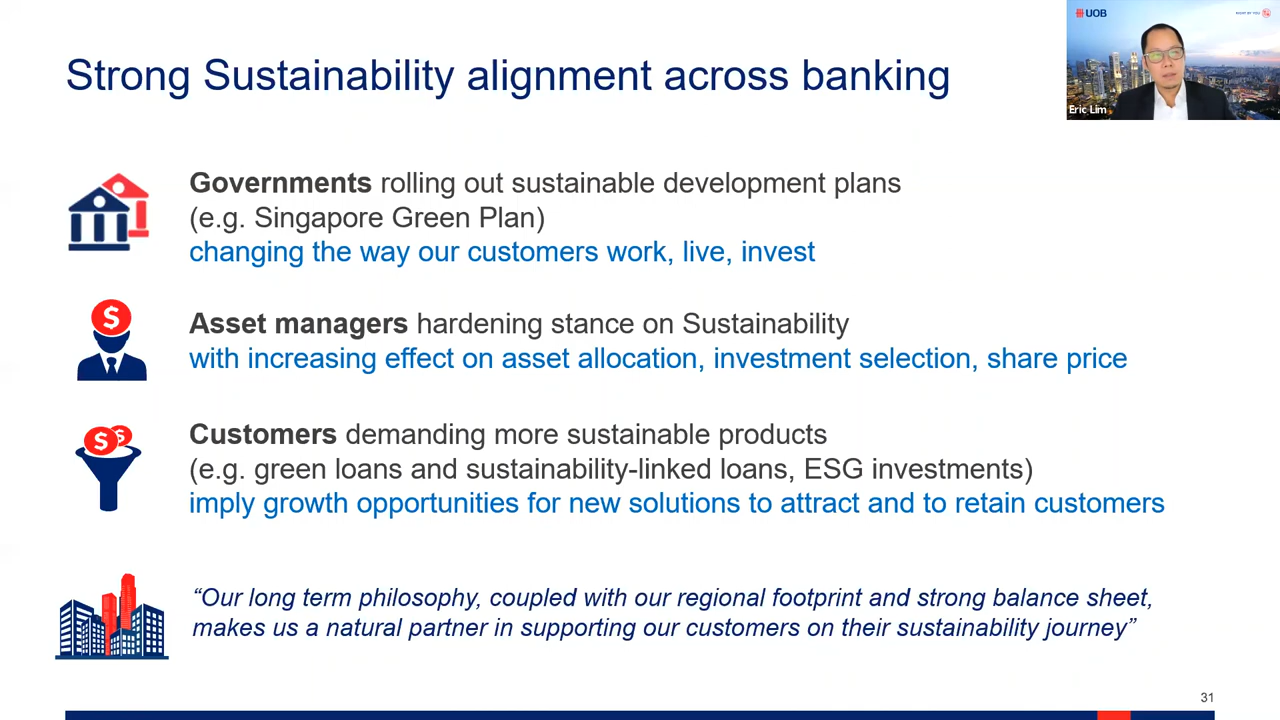 Strong Sustainability alignment across banking
UOB
RIGHT BY YOU
Eric Lim
Governments rolling out sustainable development plans
(e.g. Singapore Green Plan)
changing the way our customers work, live, invest
$
Asset managers hardening stance on Sustainability
with increasing effect on asset allocation, investment selection, share price
$ $
Customers demanding more sustainable products
(e.g. green loans and sustainability-linked loans, ESG investments)
imply growth opportunities for new solutions to attract and to retain customers
“Our long term philosophy, coupled with our regional footprint and strong balance sheet,
makes us a natural partner in supporting our customers on their sustainability journey”
31